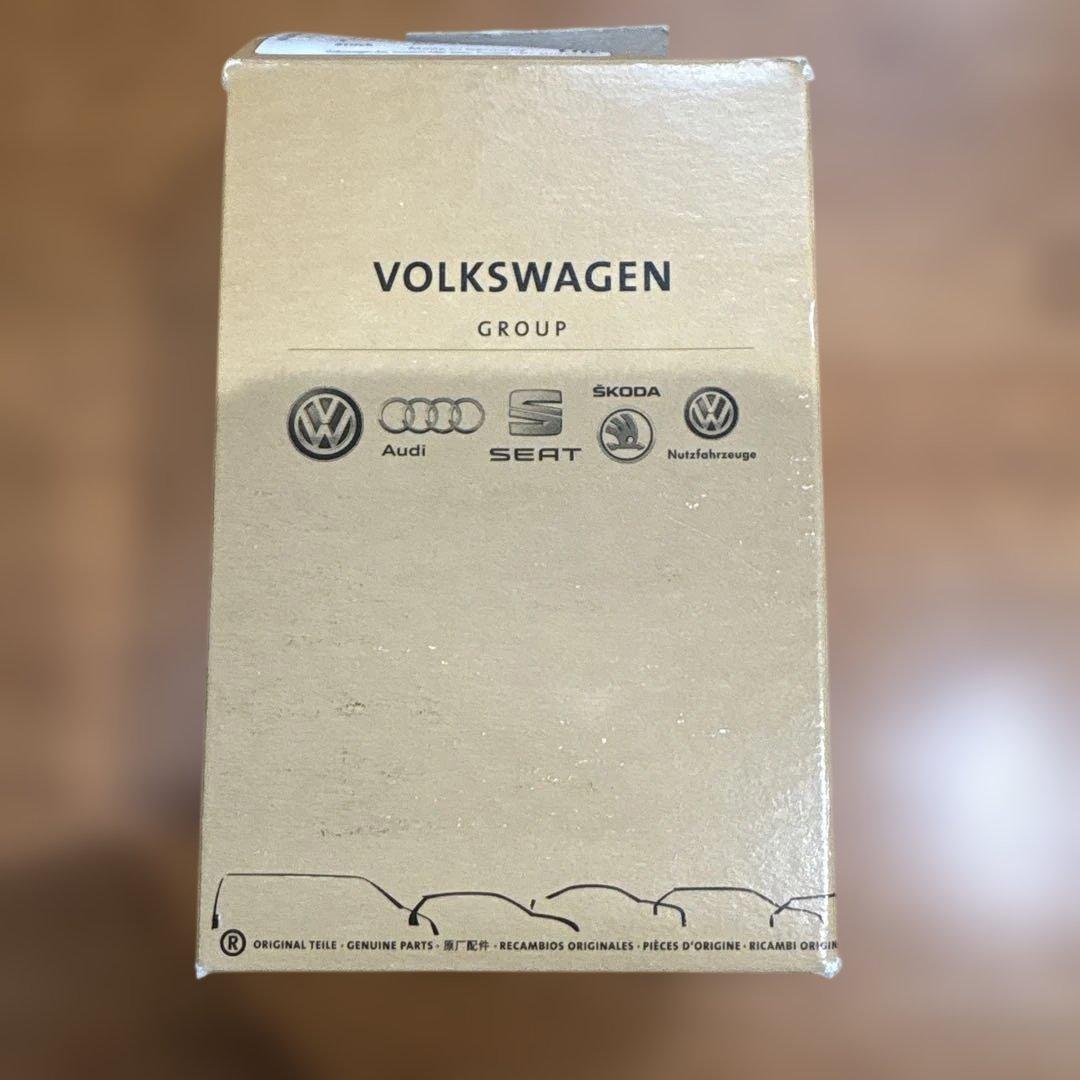 VOLKSWAGEN
GROUP
Audi
SEAT
ŠKODA
Nutzfahrzeuge
® ORIGINAL TEILE · GENUINE PARTS · 原厂配件 · RECAMBIOS ORIGINALES · PIÈCES D'ORIGINE · RICAMBI